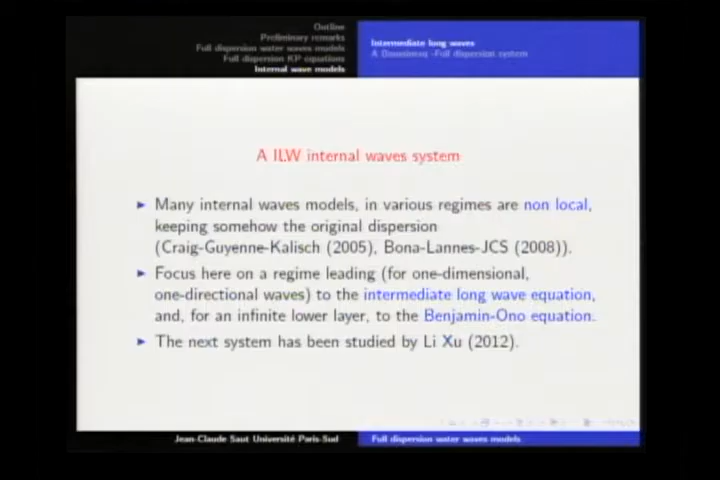 Outline
Preliminary remarks
Full dispersion water waves models
Full dispersion KP equations
Internal wave models
Intermediate long waves
A Boussinesq -Full dispersion system
A ILW internal waves system
► Many internal waves models, in various regimes are non local,
keeping somehow the original dispersion
(Craig-Guyenne-Kalisch (2005), Bona-Lannes-JCS (2008)).
► Focus here on a regime leading (for one-dimensional,
one-directional waves) to the intermediate long wave equation,
and, for an infinite lower layer, to the Benjamin-Ono equation.
► The next system has been studied by Li Xu (2012).
Jean-Claude Saut Université Paris-Sud
Full dispersion water waves models